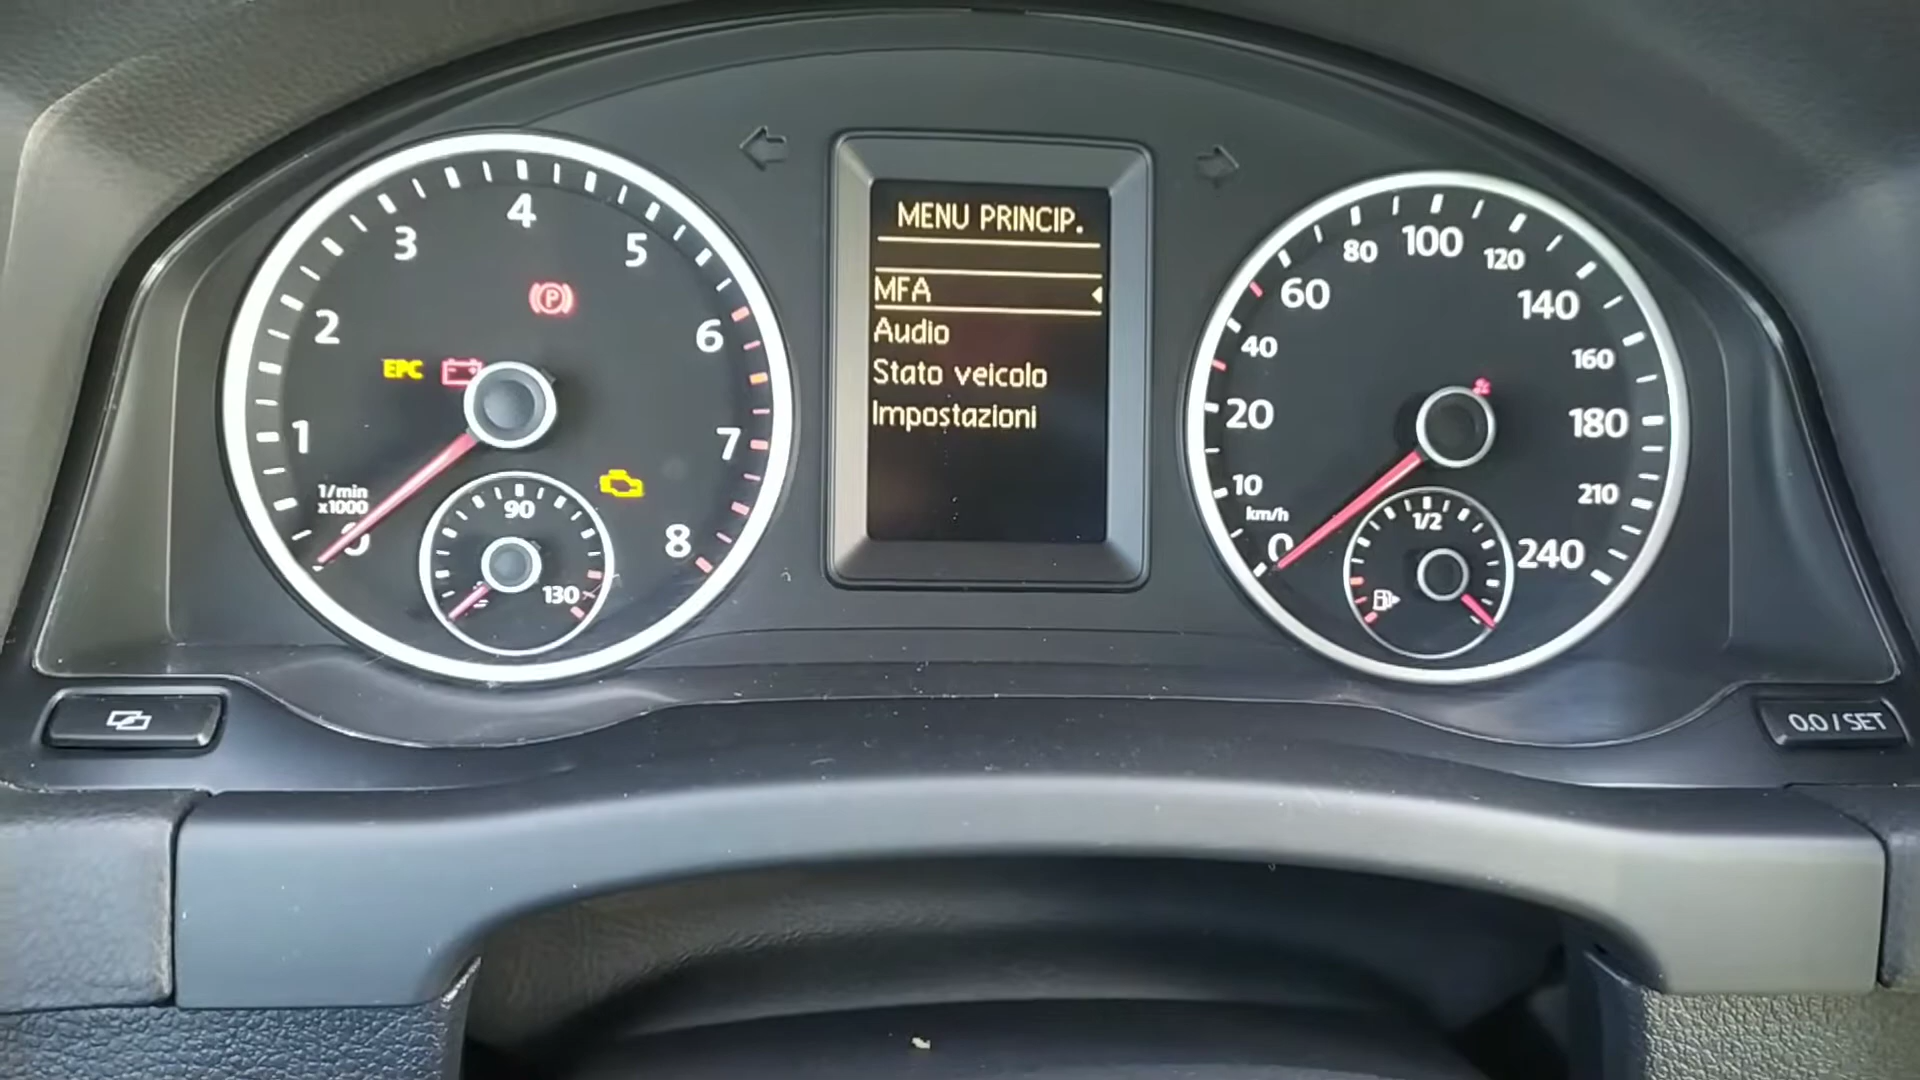 1/min
x1000
0
1
2
3
4
5
6
7
8
EPC
P
90
130
MENU PRINCIP.
MFA
Audio
Stato veicolo
Impostazioni
km/h
0
10
20
40
60
80
100
120
140
160
180
210
240
1/2
0.0 / SET